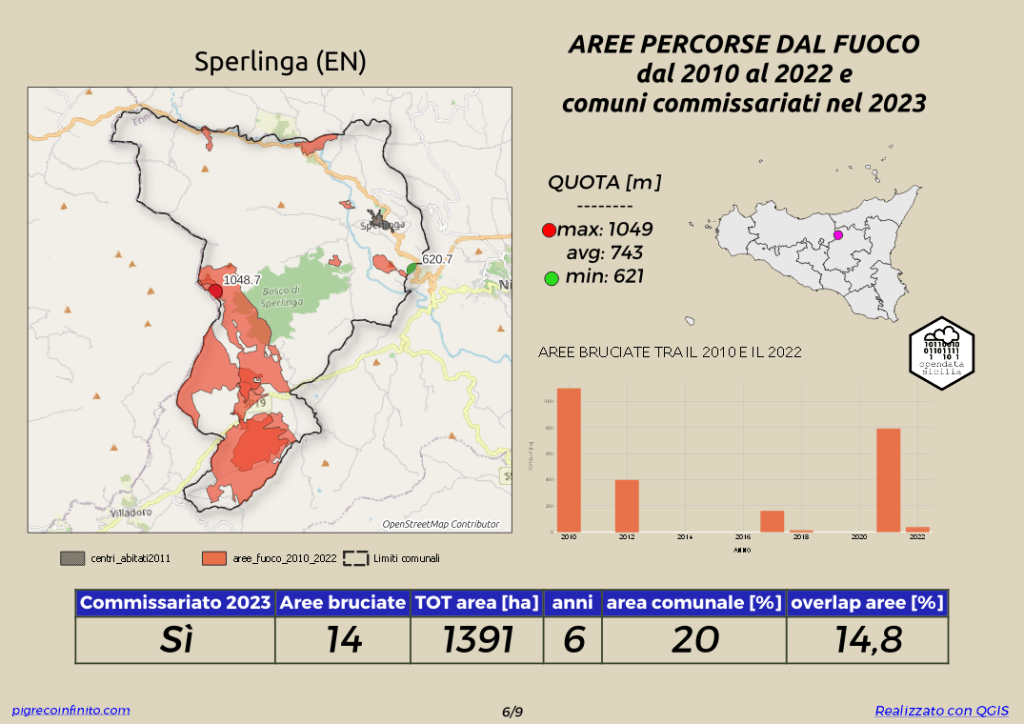 AREE PERCORSE DAL FUOCO
dal 2010 al 2022 e
comuni commissariati nel 2023
Sperlinga (EN)
Sperlinga
620.7
1048.7
Bosco di
Sperlinga
Villadoro
OpenStreetMap Contributor
QUOTA [m]
--------
max: 1049
avg: 743
min: 621
10110010
01101111
1 10 1
opendata
sicilia
AREE BRUCIATE TRA IL 2010 E IL 2022
2010
2012
2014
2016
2018
2020
2022
ANNO
centri_abitati2011
aree_fuoco_2010_2022
Limiti comunali
Commissariato 2023 Aree bruciate TOT area [ha] anni area comunale [%] overlap aree [%]
Sì 14 1391 6 20 14,8
pigrecoinfinito.com
6/9
Realizzato con QGIS